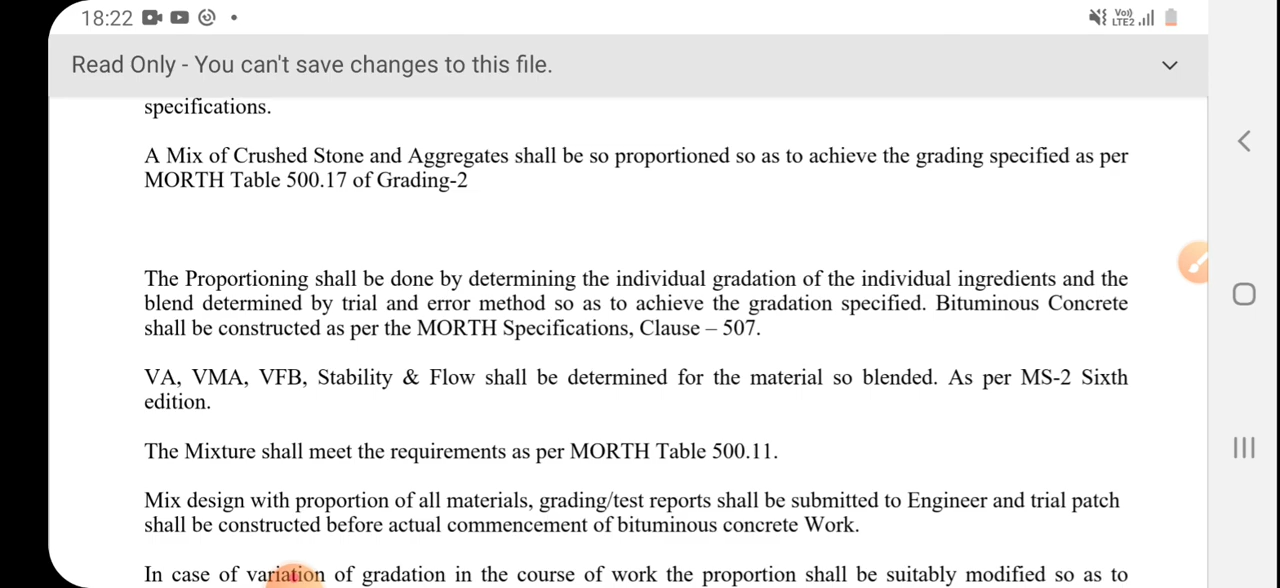 18:22
Vo))
LTE2
Read Only - You can't save changes to this file.
specifications.
A Mix of Crushed Stone and Aggregates shall be so proportioned so as to achieve the grading specified as per
MORTH Table 500.17 of Grading-2
The Proportioning shall be done by determining the individual gradation of the individual ingredients and the
blend determined by trial and error method so as to achieve the gradation specified. Bituminous Concrete
shall be constructed as per the MORTH Specifications, Clause – 507.
VA, VMA, VFB, Stability & Flow shall be determined for the material so blended. As per MS-2 Sixth
edition.
The Mixture shall meet the requirements as per MORTH Table 500.11.
Mix design with proportion of all materials, grading/test reports shall be submitted to Engineer and trial patch
shall be constructed before actual commencement of bituminous concrete Work.
In case of variation of gradation in the course of work the proportion shall be suitably modified so as to